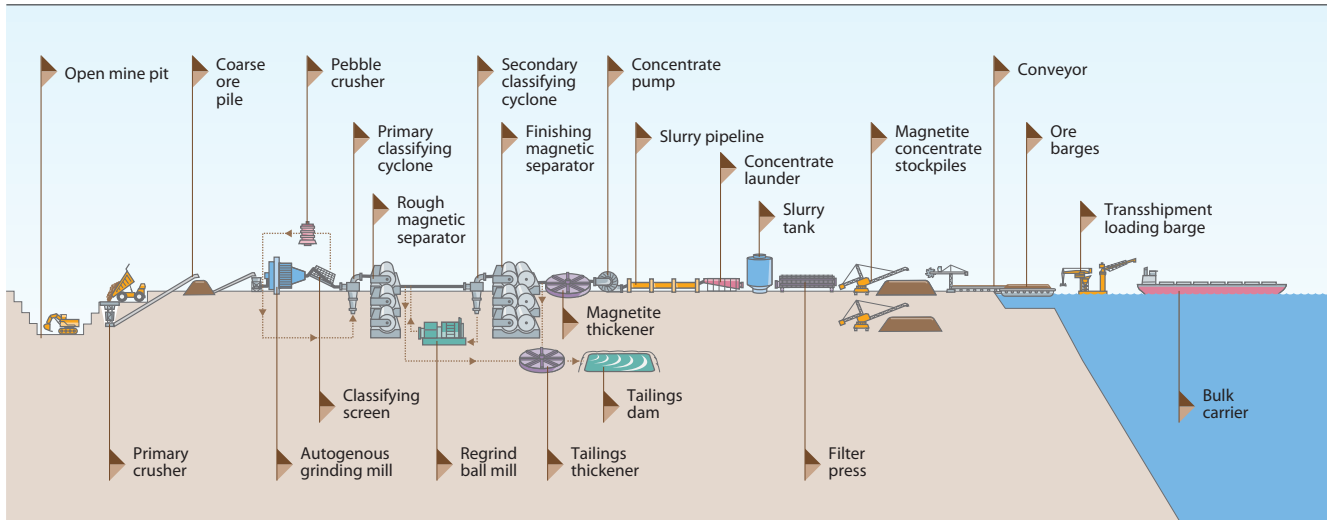 Open mine pit
Coarse
ore
pile
Pebble
crusher
Secondary
classifying
cyclone
Concentrate
pump
Conveyor
Primary
classifying
cyclone
Finishing
magnetic
separator
Slurry pipeline
Concentrate
launder
Magnetite
concentrate
stockpiles
Ore
barges
Rough
magnetic
separator
Slurry
tank
Transshipment
loading barge
Magnetite
thickener
Classifying
screen
Tailings
dam
Bulk
carrier
Primary
crusher
Autogenous
grinding mill
Regrind
ball mill
Tailings
thickener
Filter
press